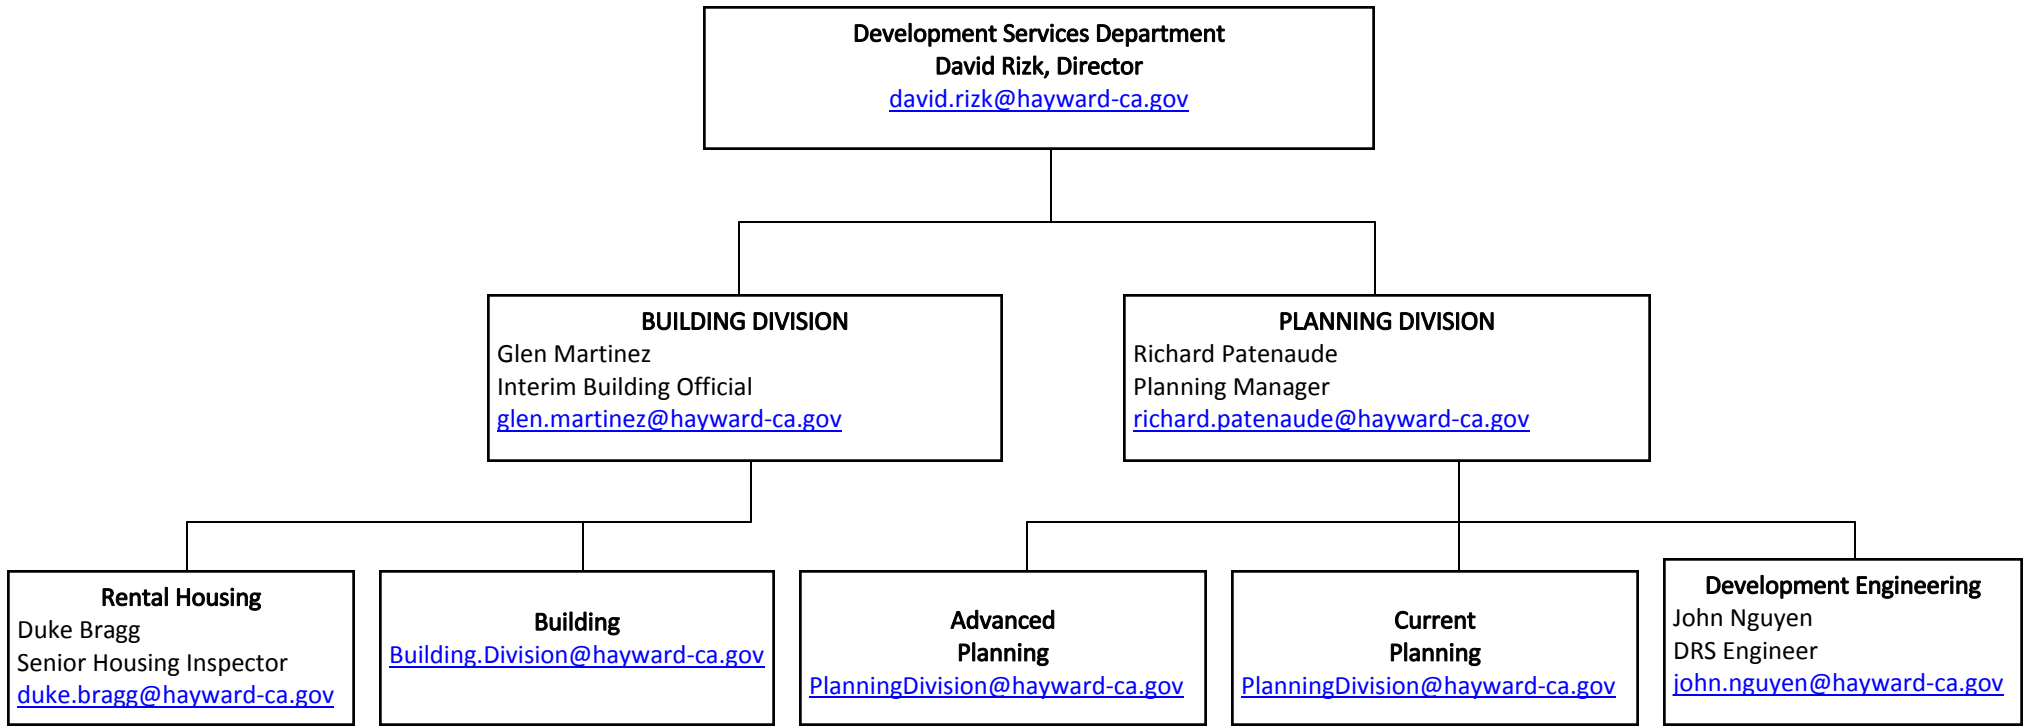 Development Services Department
David Rizk, Director
david.rizk@hayward-ca.gov
BUILDING DIVISION
Glen Martinez
Interim Building Official
glen.martinez@hayward-ca.gov
PLANNING DIVISION
Richard Patenaude
Planning Manager
richard.patenaude@hayward-ca.gov
Rental Housing
Duke Bragg
Senior Housing Inspector
duke.bragg@hayward-ca.gov
Building
Building.Division@hayward-ca.gov
Advanced
Planning
PlanningDivision@hayward-ca.gov
Current
Planning
PlanningDivision@hayward-ca.gov
Development Engineering
John Nguyen
DRS Engineer
john.nguyen@hayward-ca.gov